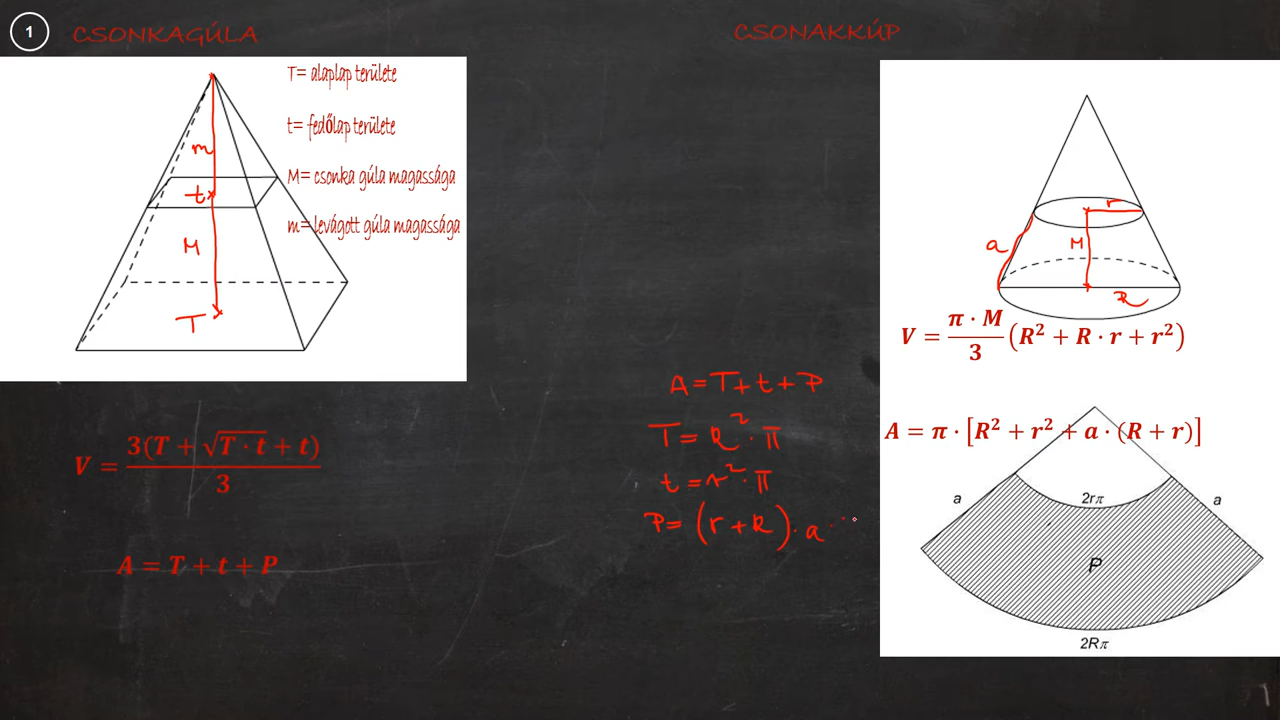 1
CSONKAGÚLA
T= alaplap területe
t= fedőlap területe
M= csonka gúla magassága
m= levágott gúla magassága
m
t
M
T
V = 3(T + √T · t + t) / 3
A = T + t + P
CSONAKKÚP
r
a
M
R
V = π · M / 3 (R² + R · r + r²)
A = T + t + P
T = R² · π
t = r² · π
P = (r + R) · a ...
A = π · [R² + r² + a · (R + r)]
a
2rπ
a
P
2Rπ